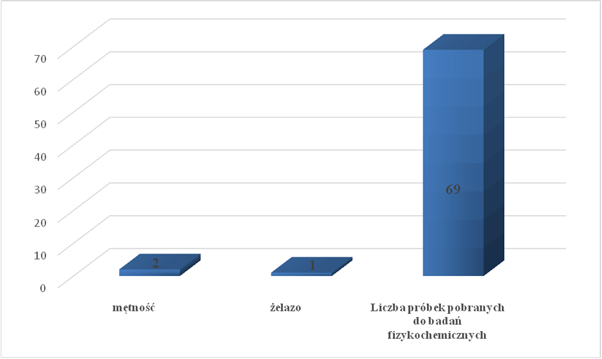 70
60
50
40
30
20
10
0
2
1
69
mętność
żelazo
Liczba próbek pobranych
do badań
fizykochemicznych